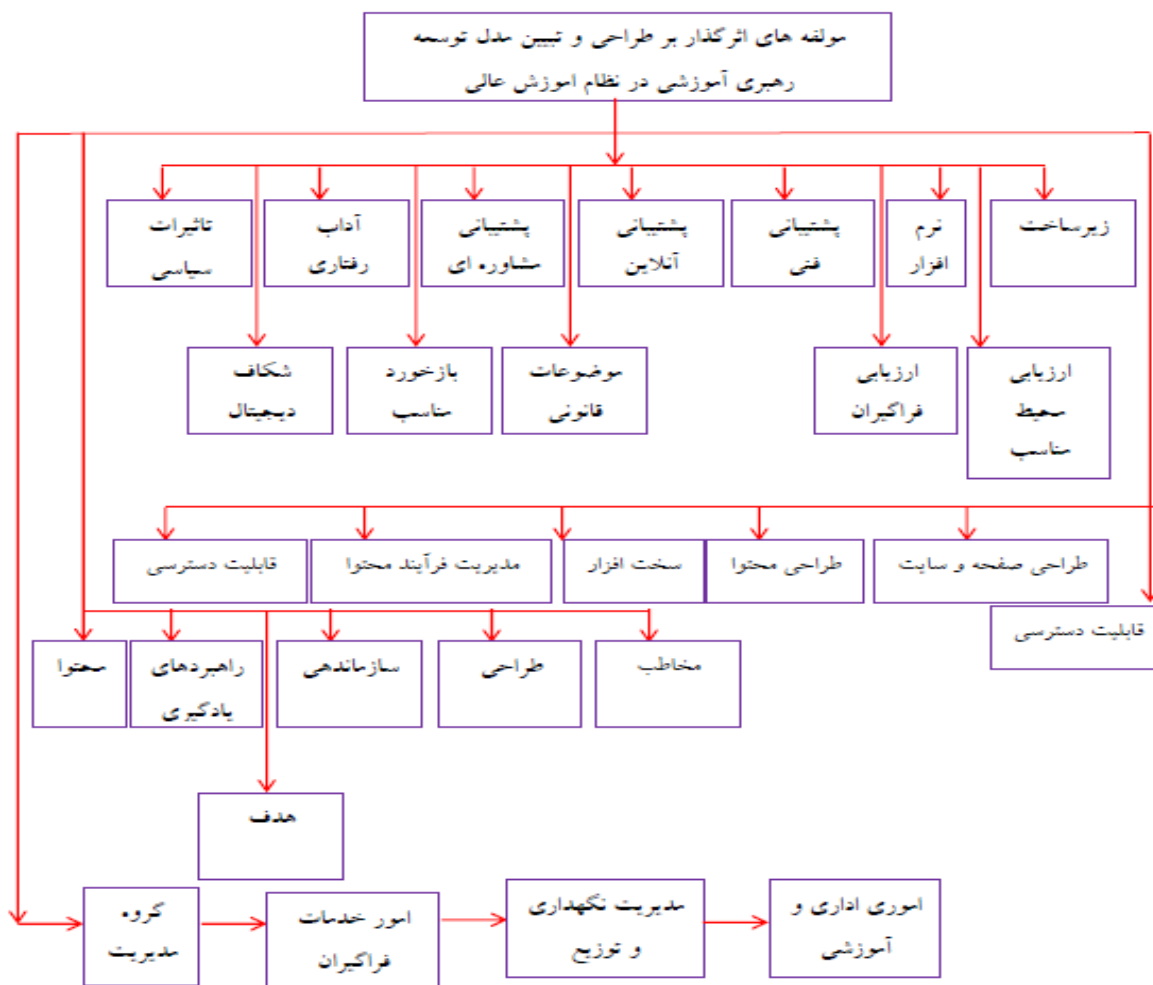 مولفه های اثرگذار بر طراحی و تبیین مدل توسعه
رهبری آموزشی در نظام اموزش عالی
زیرساخت
نرم
افزار
پشتیبانی
فنی
پشتیبانی
آنلاین
پشتیبانی
مشاوره ای
آداب
رفتاری
تاثیرات
سیاسی
ارزیابی
محیط
مناسب
ارزیابی
فراگیران
موضوعات
قانونی
بازخورد
مناسب
شکاف
دیجیتال
طراحی صفحه و سایت
طراحی محتوا
سخت افزار
مدیریت فرآیند محتوا
قابلیت دسترسی
قابلیت دسترسی
مخاطب
طراحی
سازماندهی
راهبردهای
یادگیری
محتوا
هدف
گروه
مدیریت
امور خدمات
فراگیران
مدیریت نگهداری
و توزیع
اموری اداری و
آموزشی